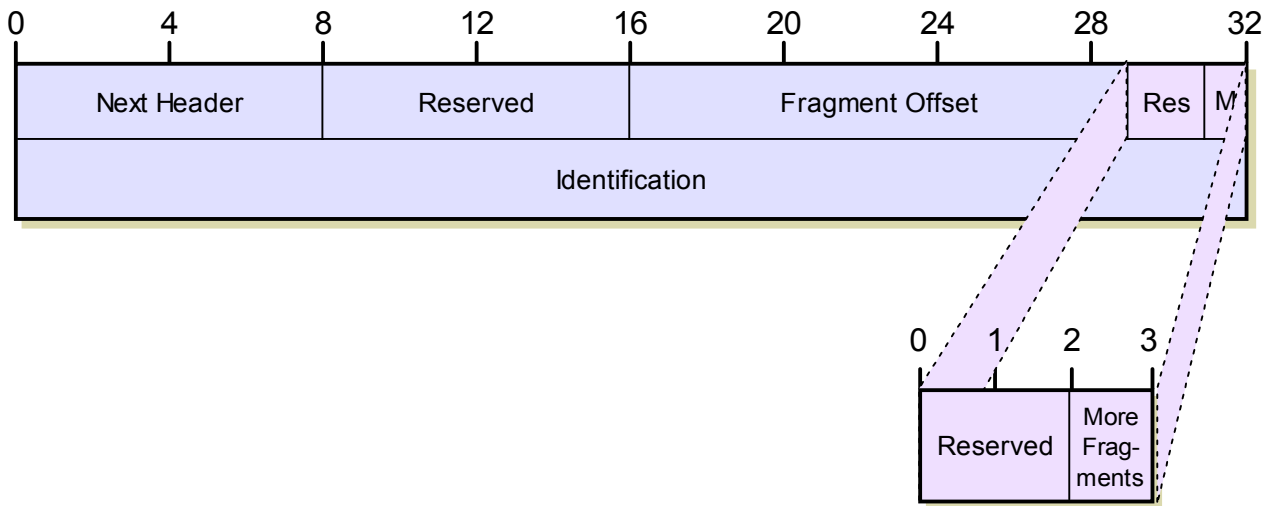 0 4 8 12 16 20 24 28 32
Next Header Reserved Fragment Offset Res M
Identification
0 1 2 3
Reserved
More
Frag-
ments